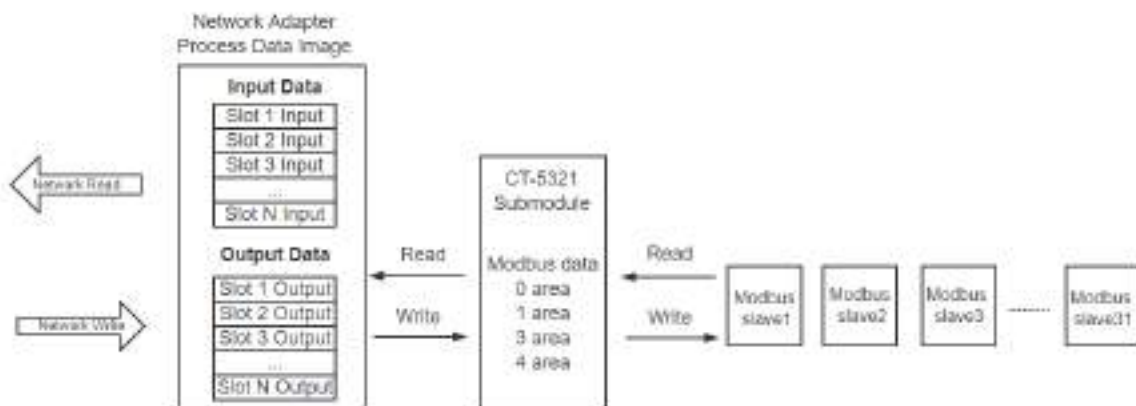 Network Adapter
Process Data Image
Input Data
Slot 1 Input
Slot 2 Input
Slot 3 Input
...
Slot N Input
Network Read
Output Data
Slot 1 Output
Slot 2 Output
Slot 3 Output
...
Slot N Output
Network Write
Read
Write
CT-5321
Submodule
Modbus data
0 area
1 area
3 area
4 area
Read
Write
Modbus
slave1
Modbus
slave2
Modbus
slave3
......
Modbus
slave31